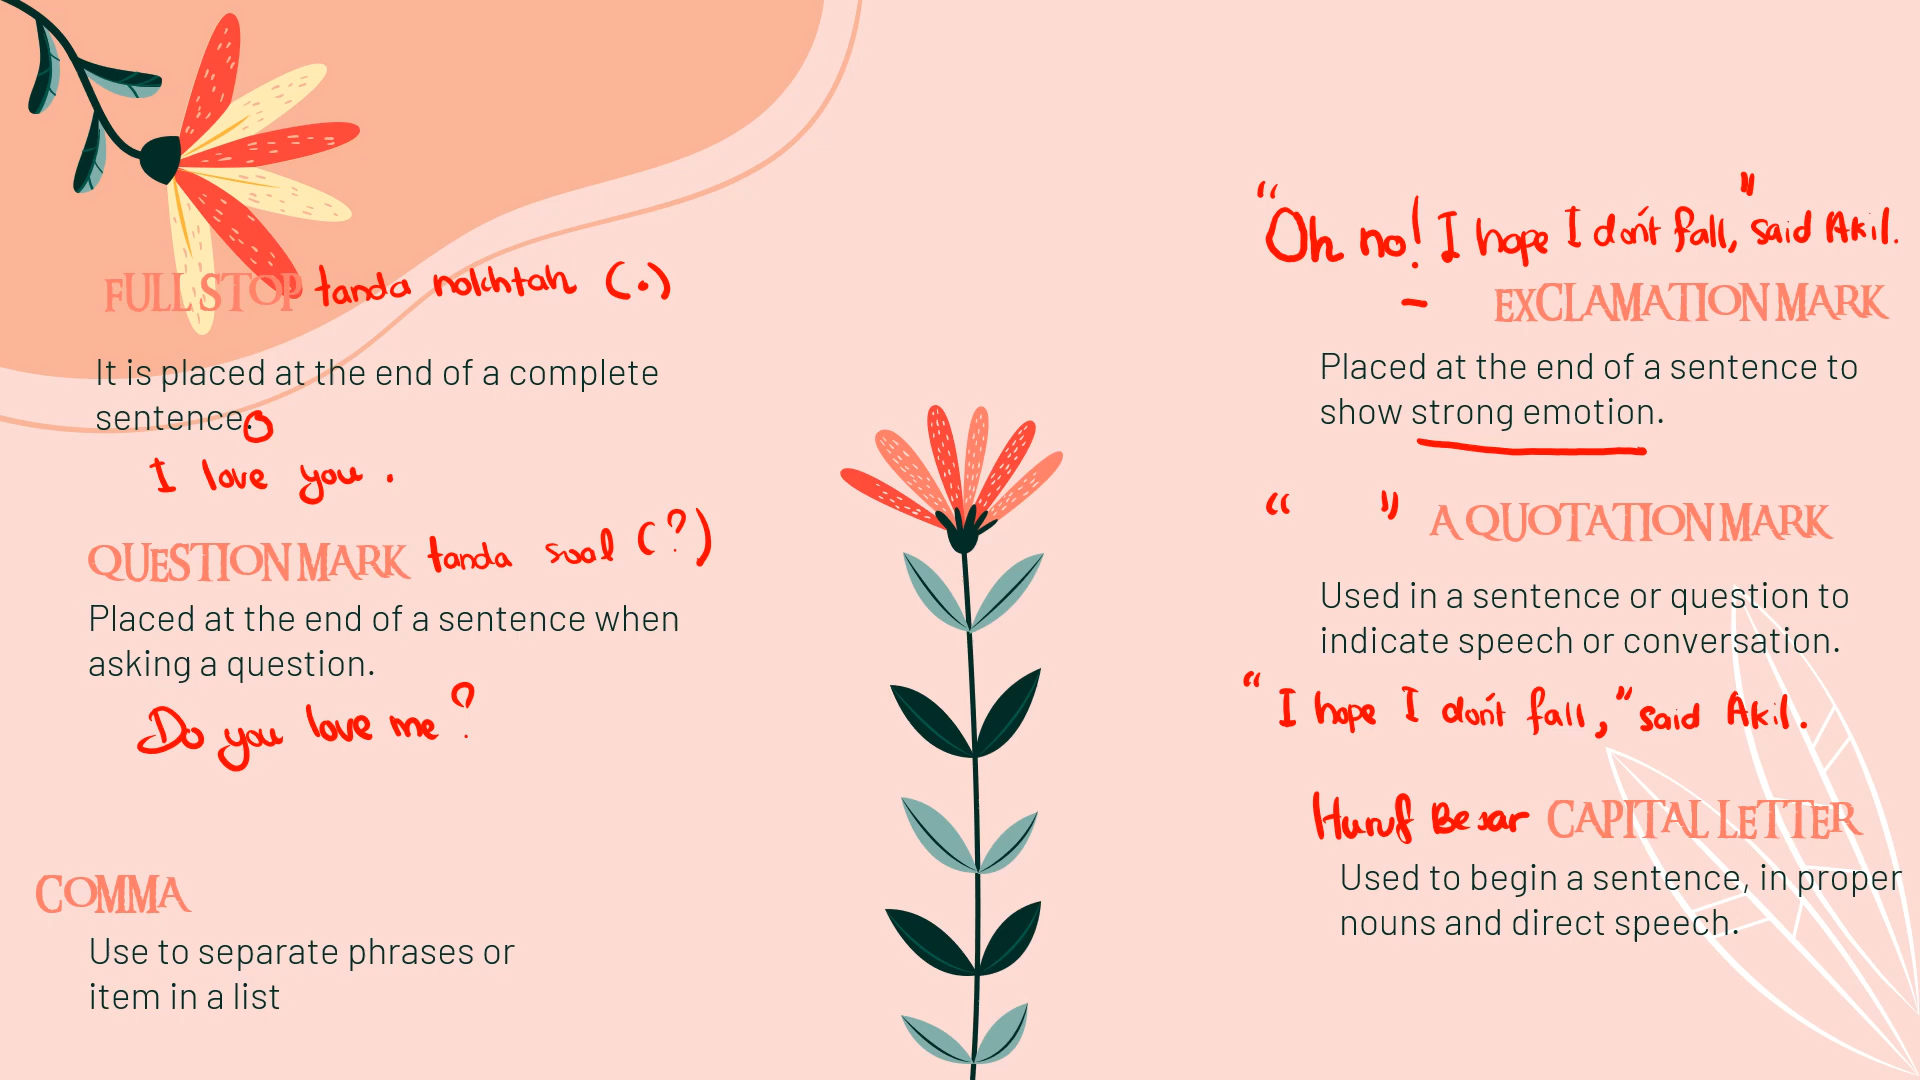 FULL STOP tanda nokhtah (.)
It is placed at the end of a complete
sentence.
I love you.
QUESTION MARK tanda soal (?)
Placed at the end of a sentence when
asking a question.
Do you love me?
COMMA
Use to separate phrases or
item in a list
"Oh no! I hope I don't fall," said Akil.
- EXCLAMATION MARK
Placed at the end of a sentence to
show strong emotion.
" " A QUOTATION MARK
Used in a sentence or question to
indicate speech or conversation.
"I hope I don't fall," said Akil.
Huruf Besar CAPITAL LETTER
Used to begin a sentence, in proper
nouns and direct speech.